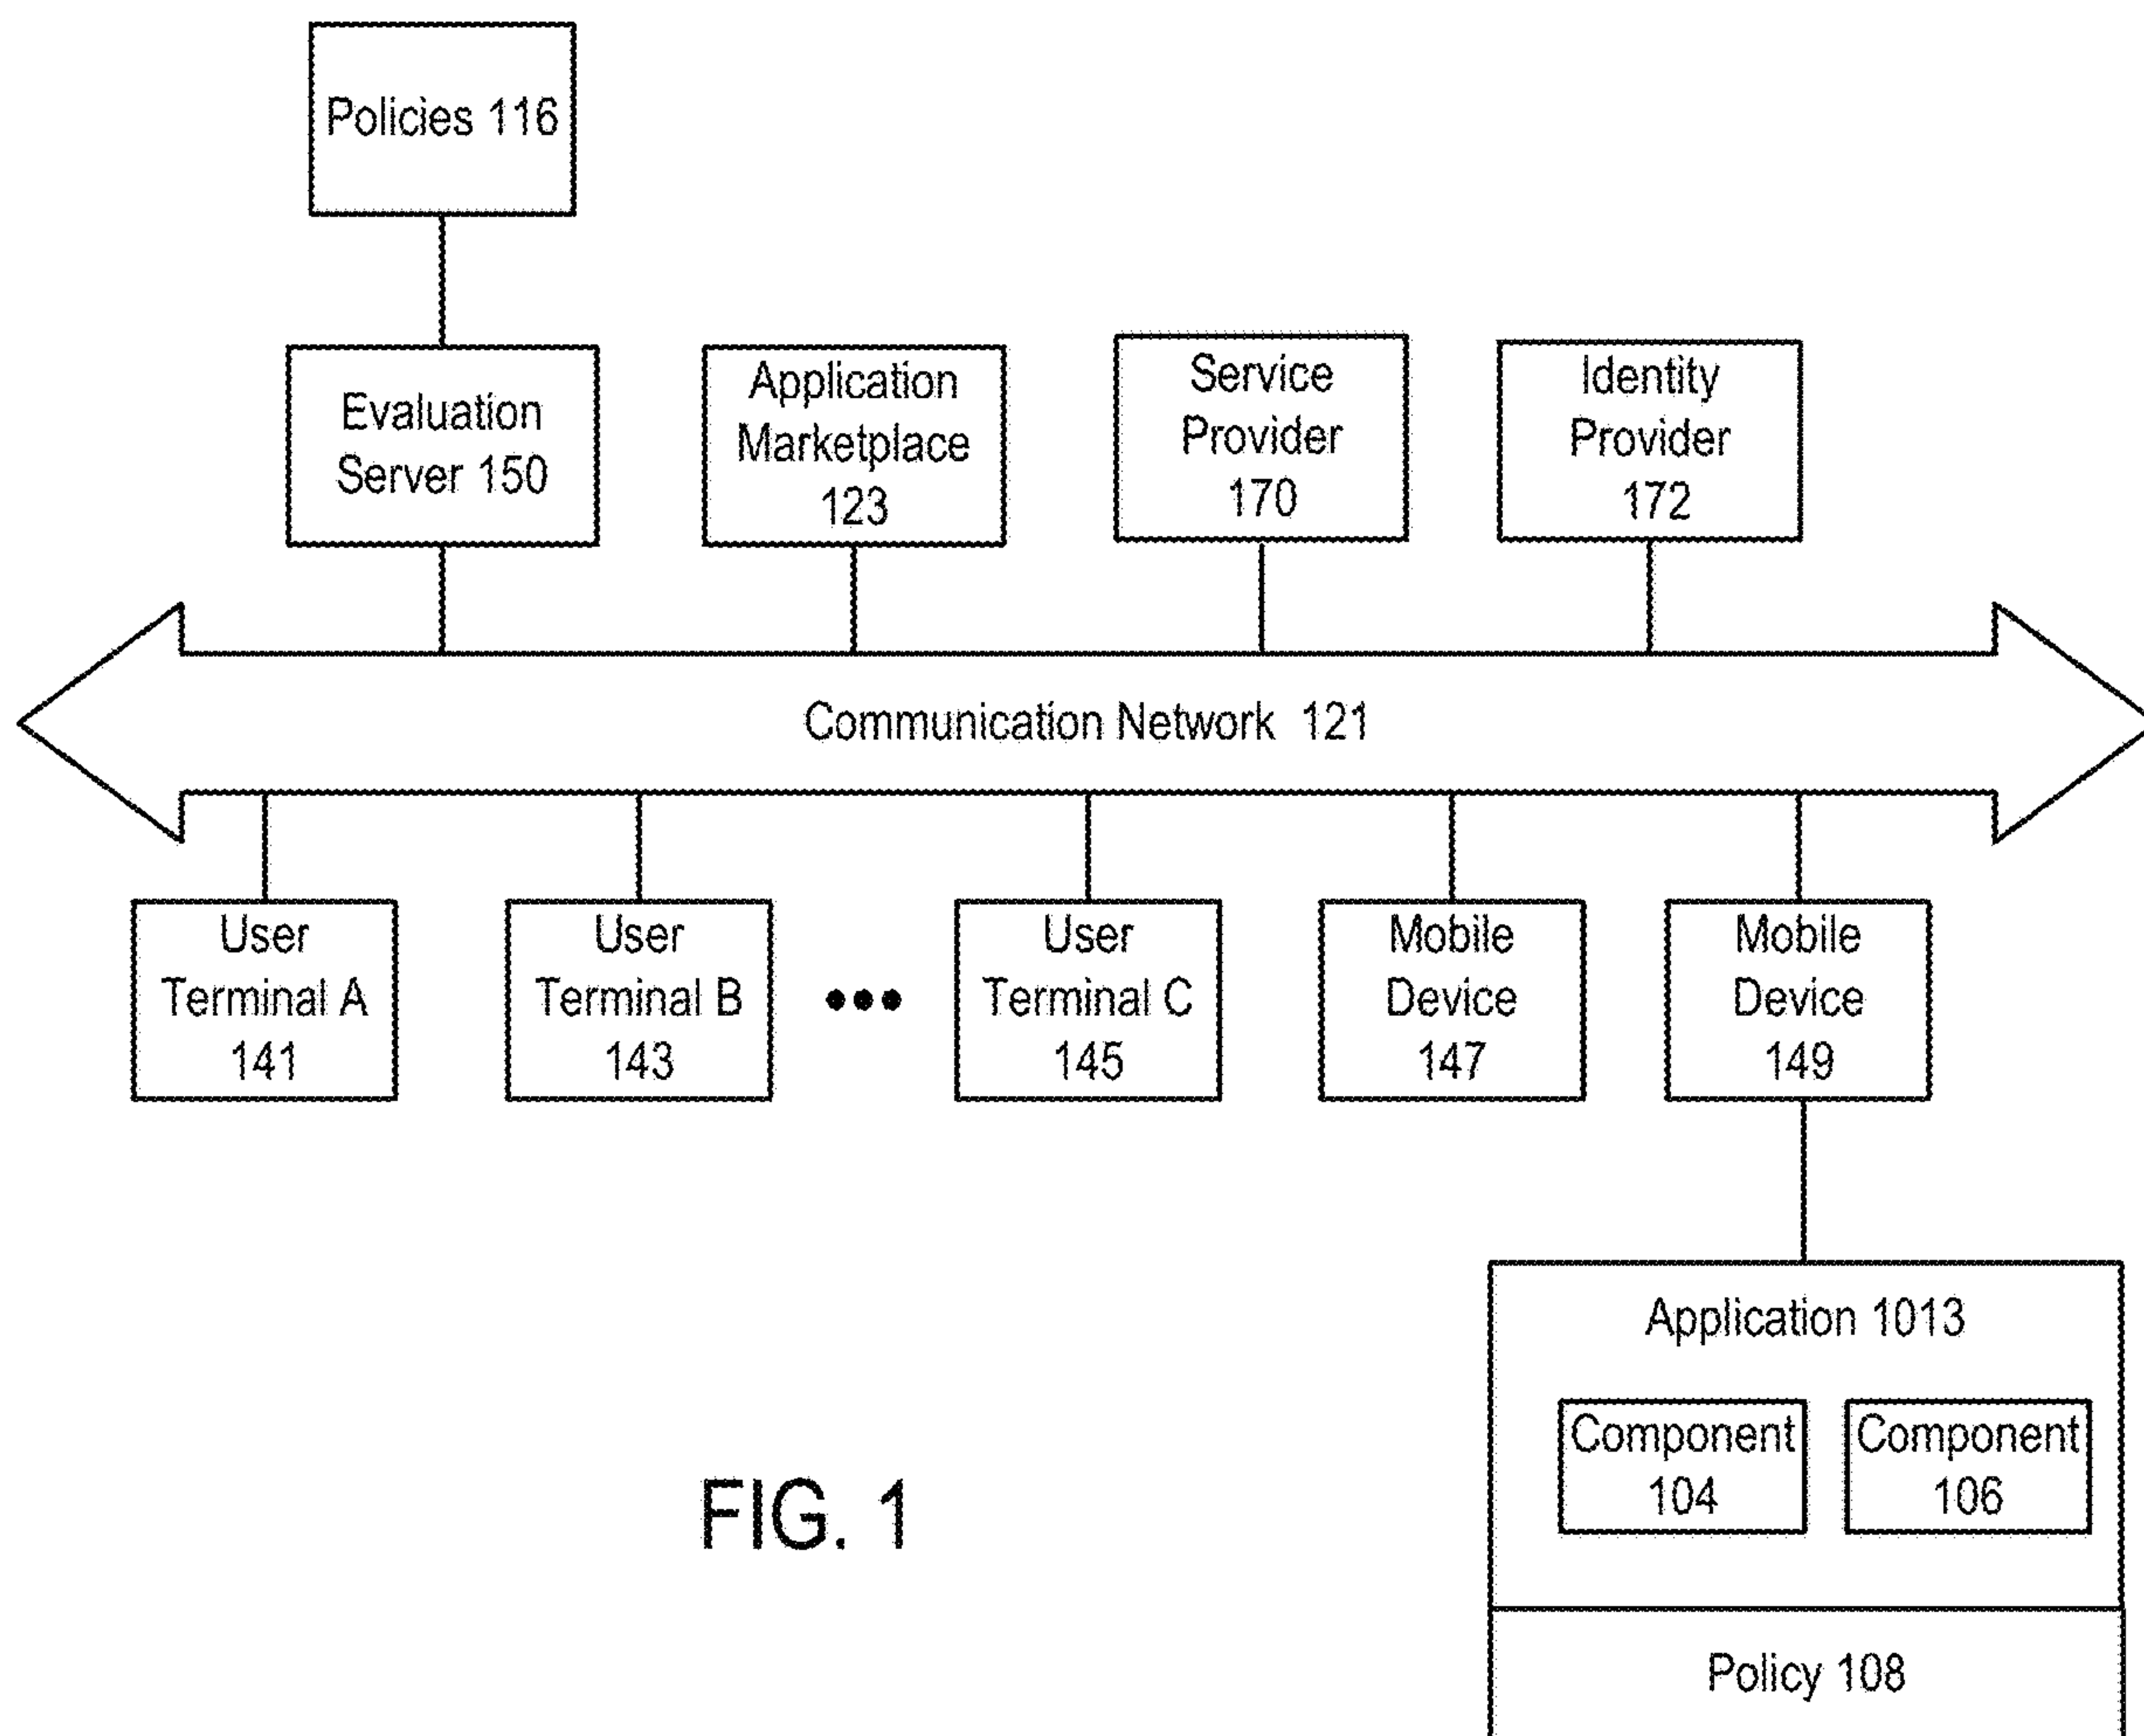 Policies 116
Evaluation
Server 150
Application
Marketplace
123
Service
Provider
170
Identity
Provider
172
Communication Network 121
User
Terminal A
141
User
Terminal B
143
•••
User
Terminal C
145
Mobile
Device
147
Mobile
Device
149
Application 1013
Component
104
Component
106
Policy 108
FIG. 1